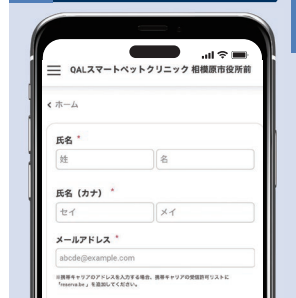 QALスマートペットクリニック 相模原市役所前
ホーム
氏名 *
姓 名
氏名（カナ） *
セイ メイ
メールアドレス *
abcde@example.com
※携帯キャリアのアドレスを入力する場合、携帯キャリアの受信許可リストに
「reserva.be」を追加してください。